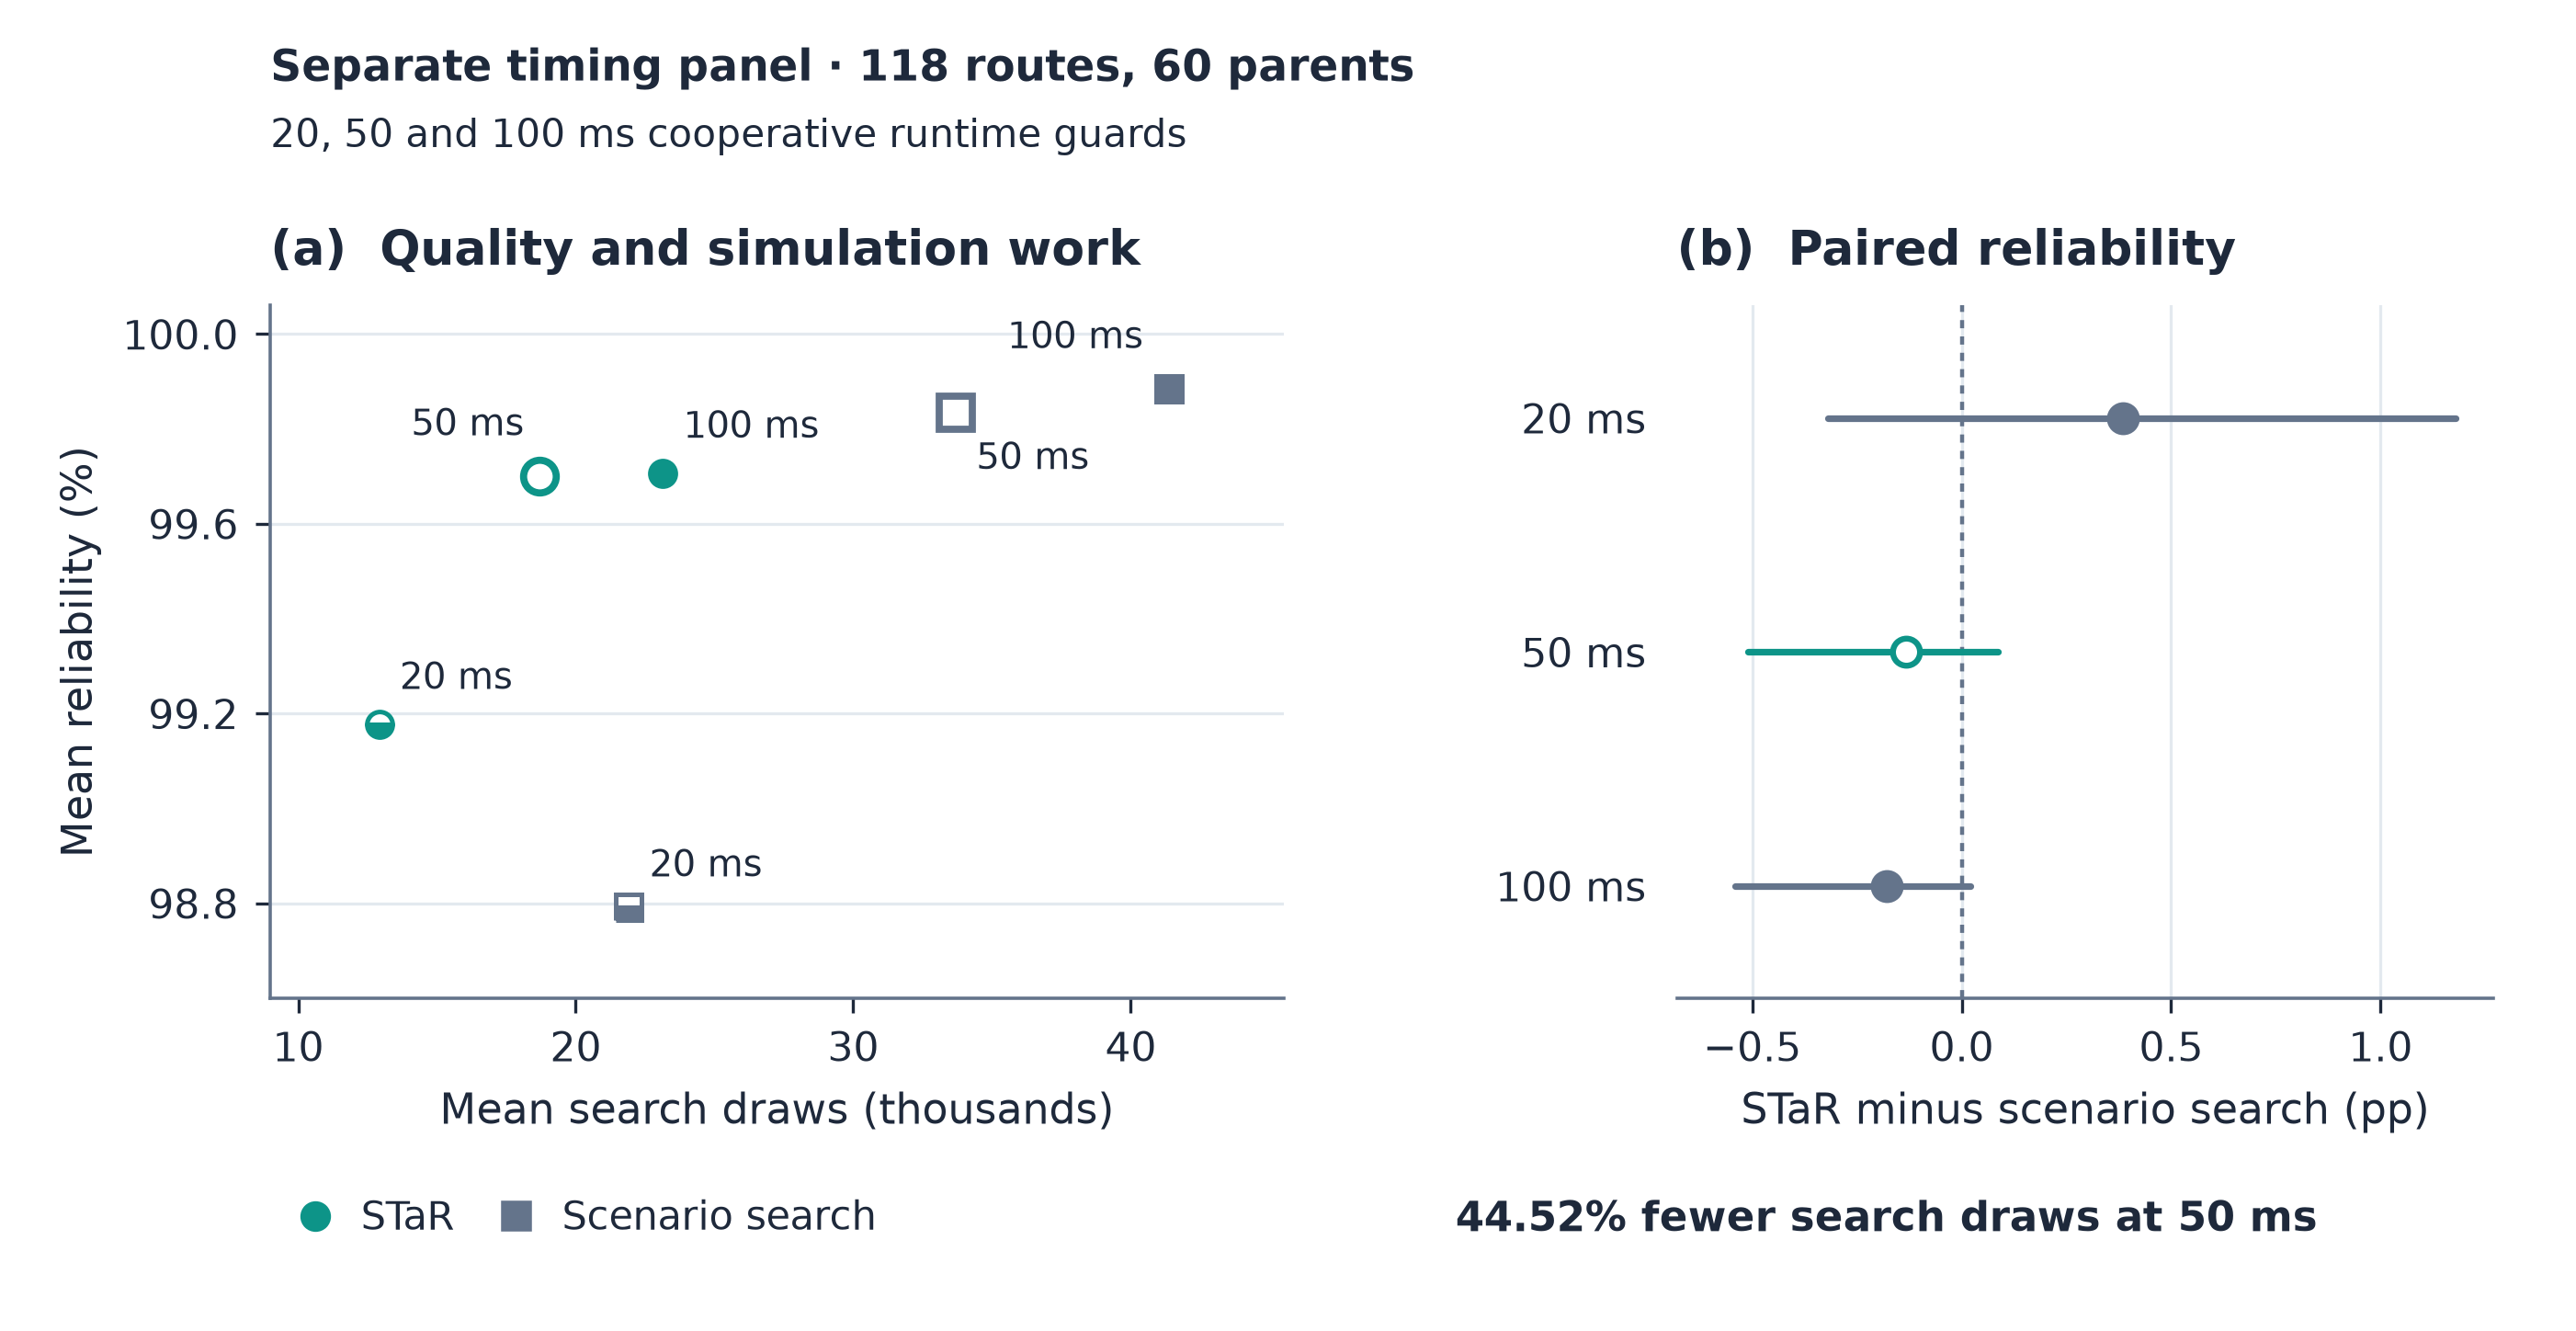 Separate timing panel · 118 routes, 60 parents
20, 50 and 100 ms cooperative runtime guards
(a) Quality and simulation work
Mean reliability (%)
100.0
99.6
99.2
98.8
100 ms
50 ms
100 ms
50 ms
20 ms
20 ms
10
20
30
40
Mean search draws (thousands)
STaR
Scenario search
(b) Paired reliability
20 ms
50 ms
100 ms
−0.5
0.0
0.5
1.0
STaR minus scenario search (pp)
44.52% fewer search draws at 50 ms